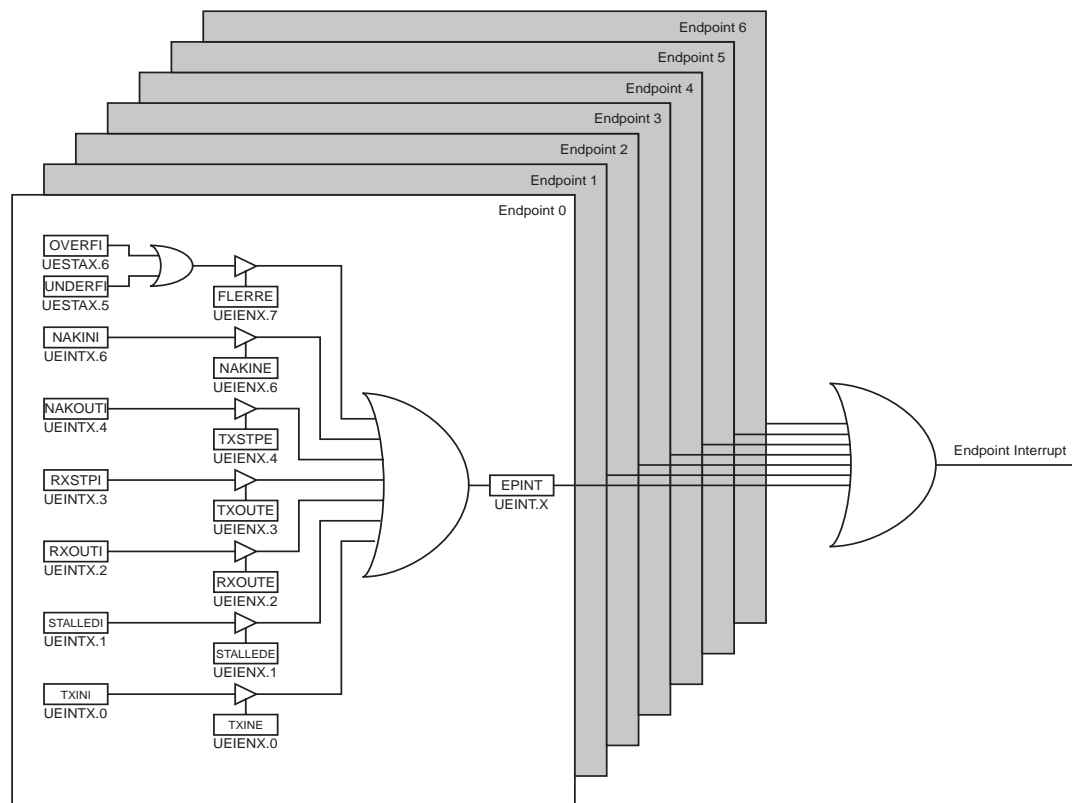 Endpoint 6
Endpoint 5
Endpoint 4
Endpoint 3
Endpoint 2
Endpoint 1
Endpoint 0
OVERFI
UESTAX.6
UNDERFI
UESTAX.5
FLERRE
UEIENX.7
NAKINI
UEINTX.6
NAKINE
UEIENX.6
NAKOUTI
UEINTX.4
TXSTPE
UEIENX.4
RXSTPI
UEINTX.3
TXOUTE
UEIENX.3
RXOUTI
UEINTX.2
RXOUTE
UEIENX.2
STALLEDI
UEINTX.1
STALLEDE
UEIENX.1
TXINI
UEINTX.0
TXINE
UEIENX.0
EPINT
UEINT.X
Endpoint Interrupt